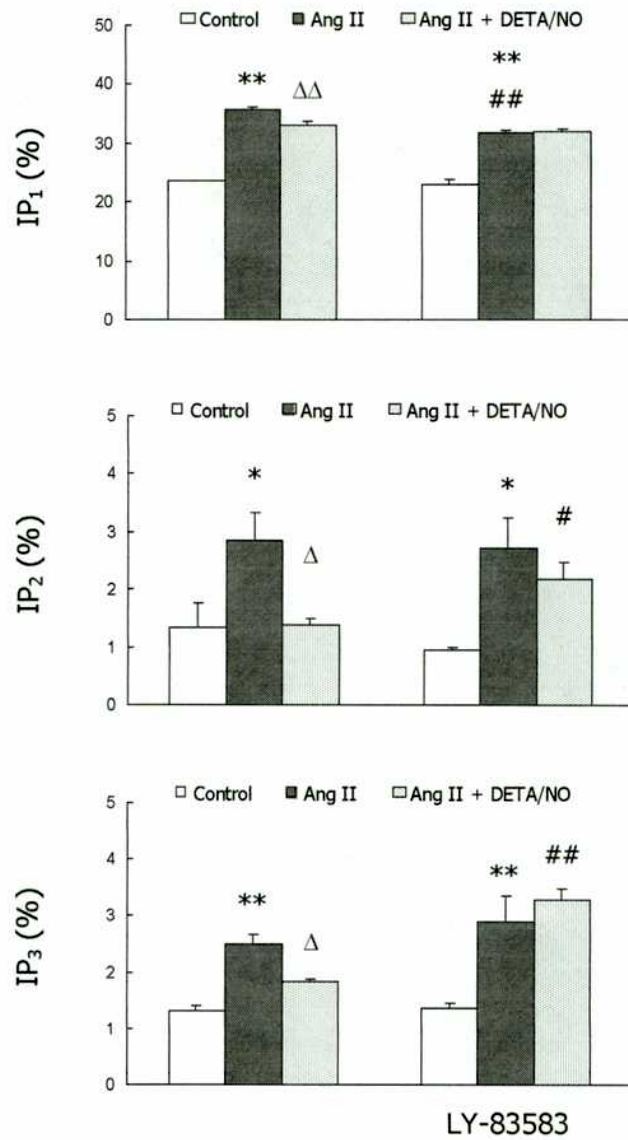 Control Ang II Ang II + DETA/NO
50
**
40
**
ΔΔ
##
30
20
10
0
IP₁ (%)
Control Ang II Ang II + DETA/NO
5
4
*
*
#
3
Δ
2
1
0
IP₂ (%)
Control Ang II Ang II + DETA/NO
5
4
##
**
**
3
Δ
2
1
0
IP₃ (%)
LY-83583